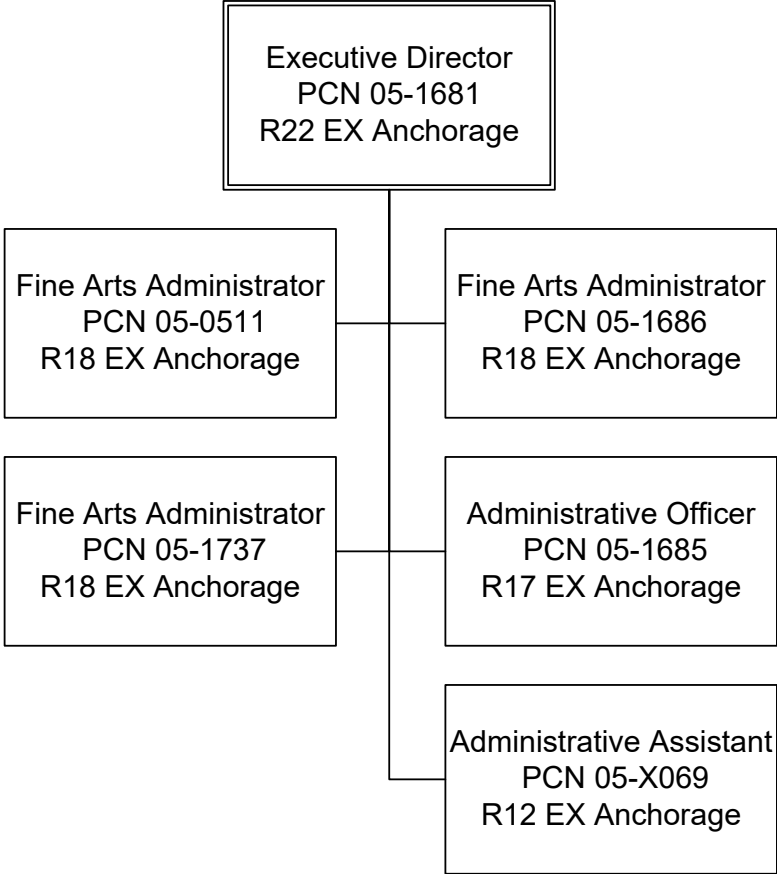 Executive Director
PCN 05-1681
R22 EX Anchorage
Fine Arts Administrator
PCN 05-0511
R18 EX Anchorage
Fine Arts Administrator
PCN 05-1686
R18 EX Anchorage
Fine Arts Administrator
PCN 05-1737
R18 EX Anchorage
Administrative Officer
PCN 05-1685
R17 EX Anchorage
Administrative Assistant
PCN 05-X069
R12 EX Anchorage